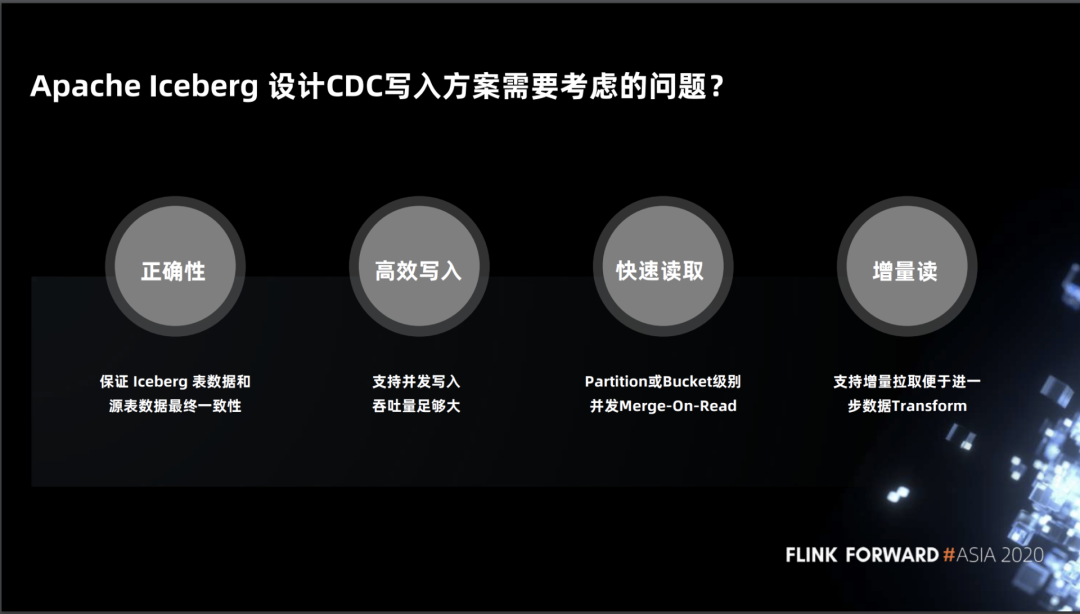 Apache Iceberg 设计CDC写入方案需要考虑的问题？
正确性
高效写入
快速读取
增量读
保证 Iceberg 表数据和
源表数据最终一致性
支持并发写入
吞吐量足够大
Partition或Bucket级别
并发Merge-On-Read
支持增量拉取便于进一
步数据Transform
FLINK FORWARD #ASIA 2020